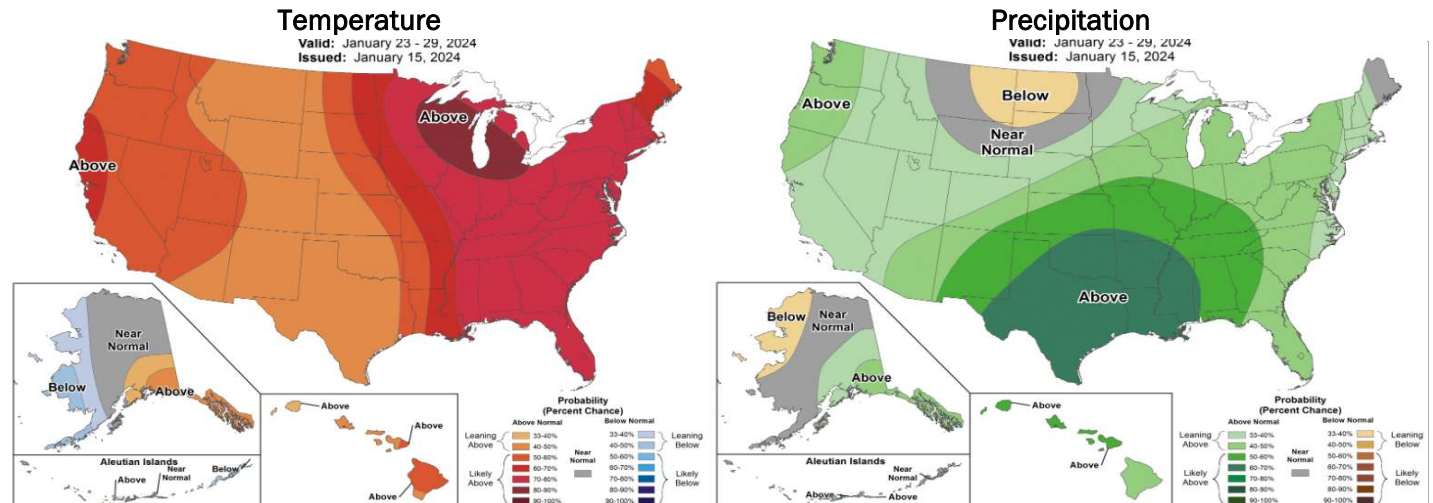 Temperature
Valid: January 23 - 29, 2024
Issued: January 15, 2024
Above
Above
Near
Normal
Below
Above
Aleutian Islands
Above
Near
Normal
Below
Above
Above
Above
Probability
(Percent Chance)
Above Normal
Below Normal
Leaning
Above
33-40%
40-50%
Likely
Above
50-60%
60-70%
70-80%
80-90%
90-100%
Near
Normal
33-40%
40-50%
Leaning
Below
50-60%
60-70%
70-80%
80-90%
90-100%
Likely
Below
Precipitation
Valid: January 23 - 29, 2024
Issued: January 15, 2024
Above
Below
Near
Normal
Above
Below
Near
Normal
Above
Aleutian Islands
Near
Normal
Above
Above
Above
Above
Probability
(Percent Chance)
Above Normal
Below Normal
Leaning
Above
33-40%
40-50%
Likely
Above
50-60%
60-70%
70-80%
80-90%
90-100%
Near
Normal
33-40%
40-50%
Leaning
Below
50-60%
60-70%
70-80%
80-90%
90-100%
Likely
Below